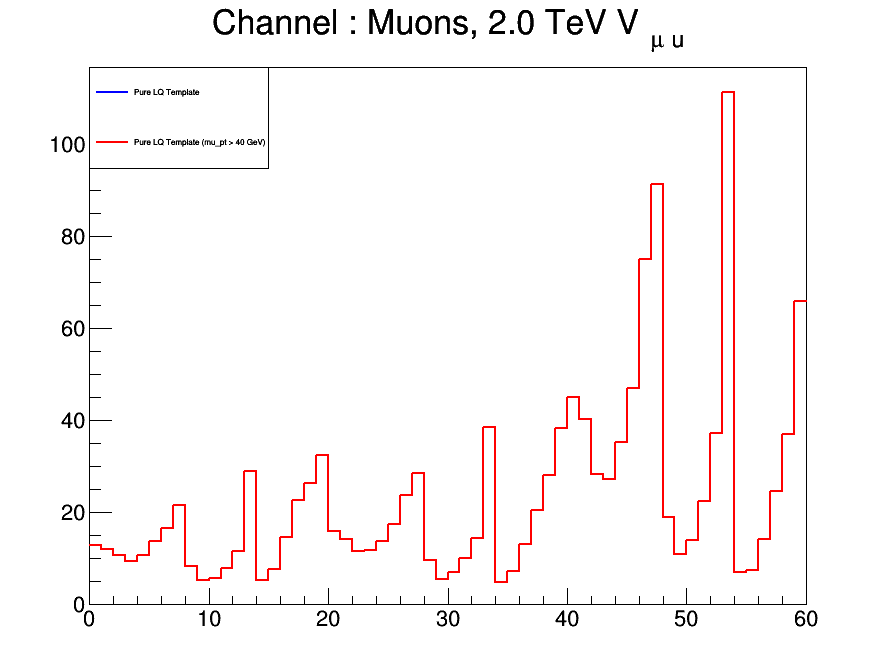 Channel : Muons, 2.0 TeV V μ u
Pure LQ Template
Pure LQ Template (mu_pt > 40 GeV)
100
80
60
40
20
0
0 10 20 30 40 50 60